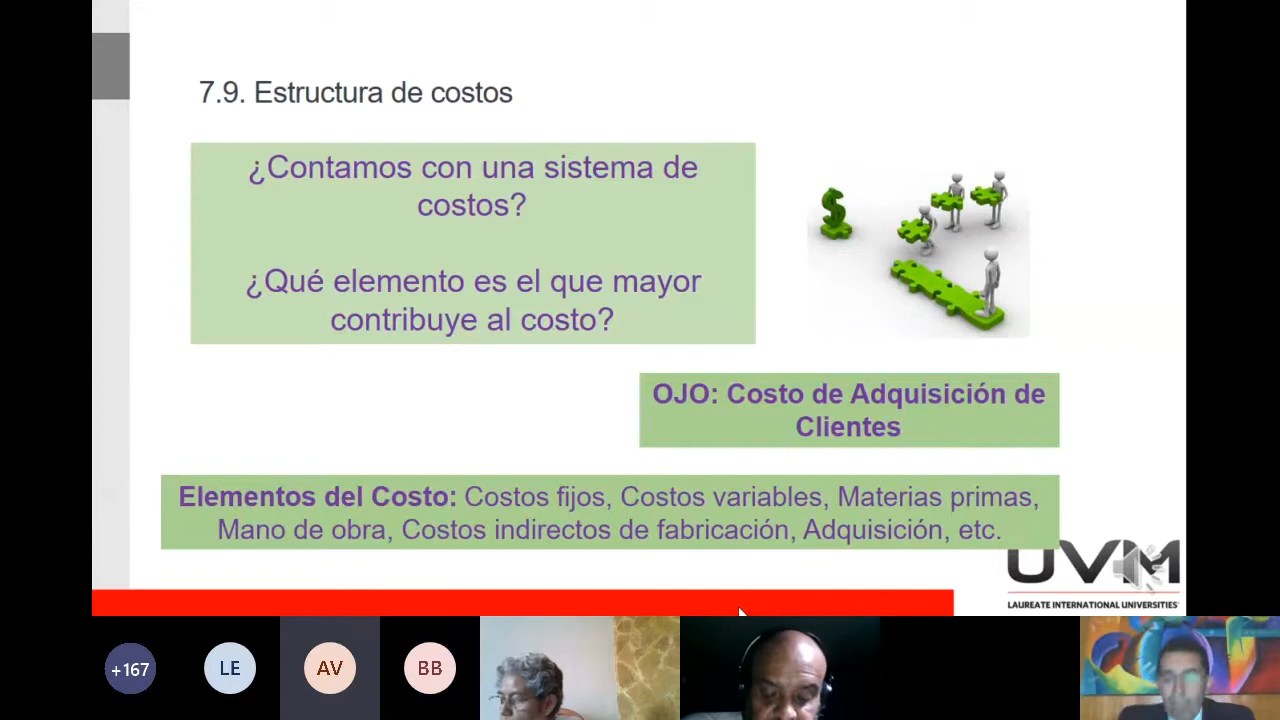 7.9. Estructura de costos
¿Contamos con una sistema de
costos?
¿Qué elemento es el que mayor
contribuye al costo?
$
OJO: Costo de Adquisición de
Clientes
Elementos del Costo: Costos fijos, Costos variables, Materias primas,
Mano de obra, Costos indirectos de fabricación, Adquisición, etc.
UVM
LAUREATE INTERNATIONAL UNIVERSITIES
+167
LE
AV
BB